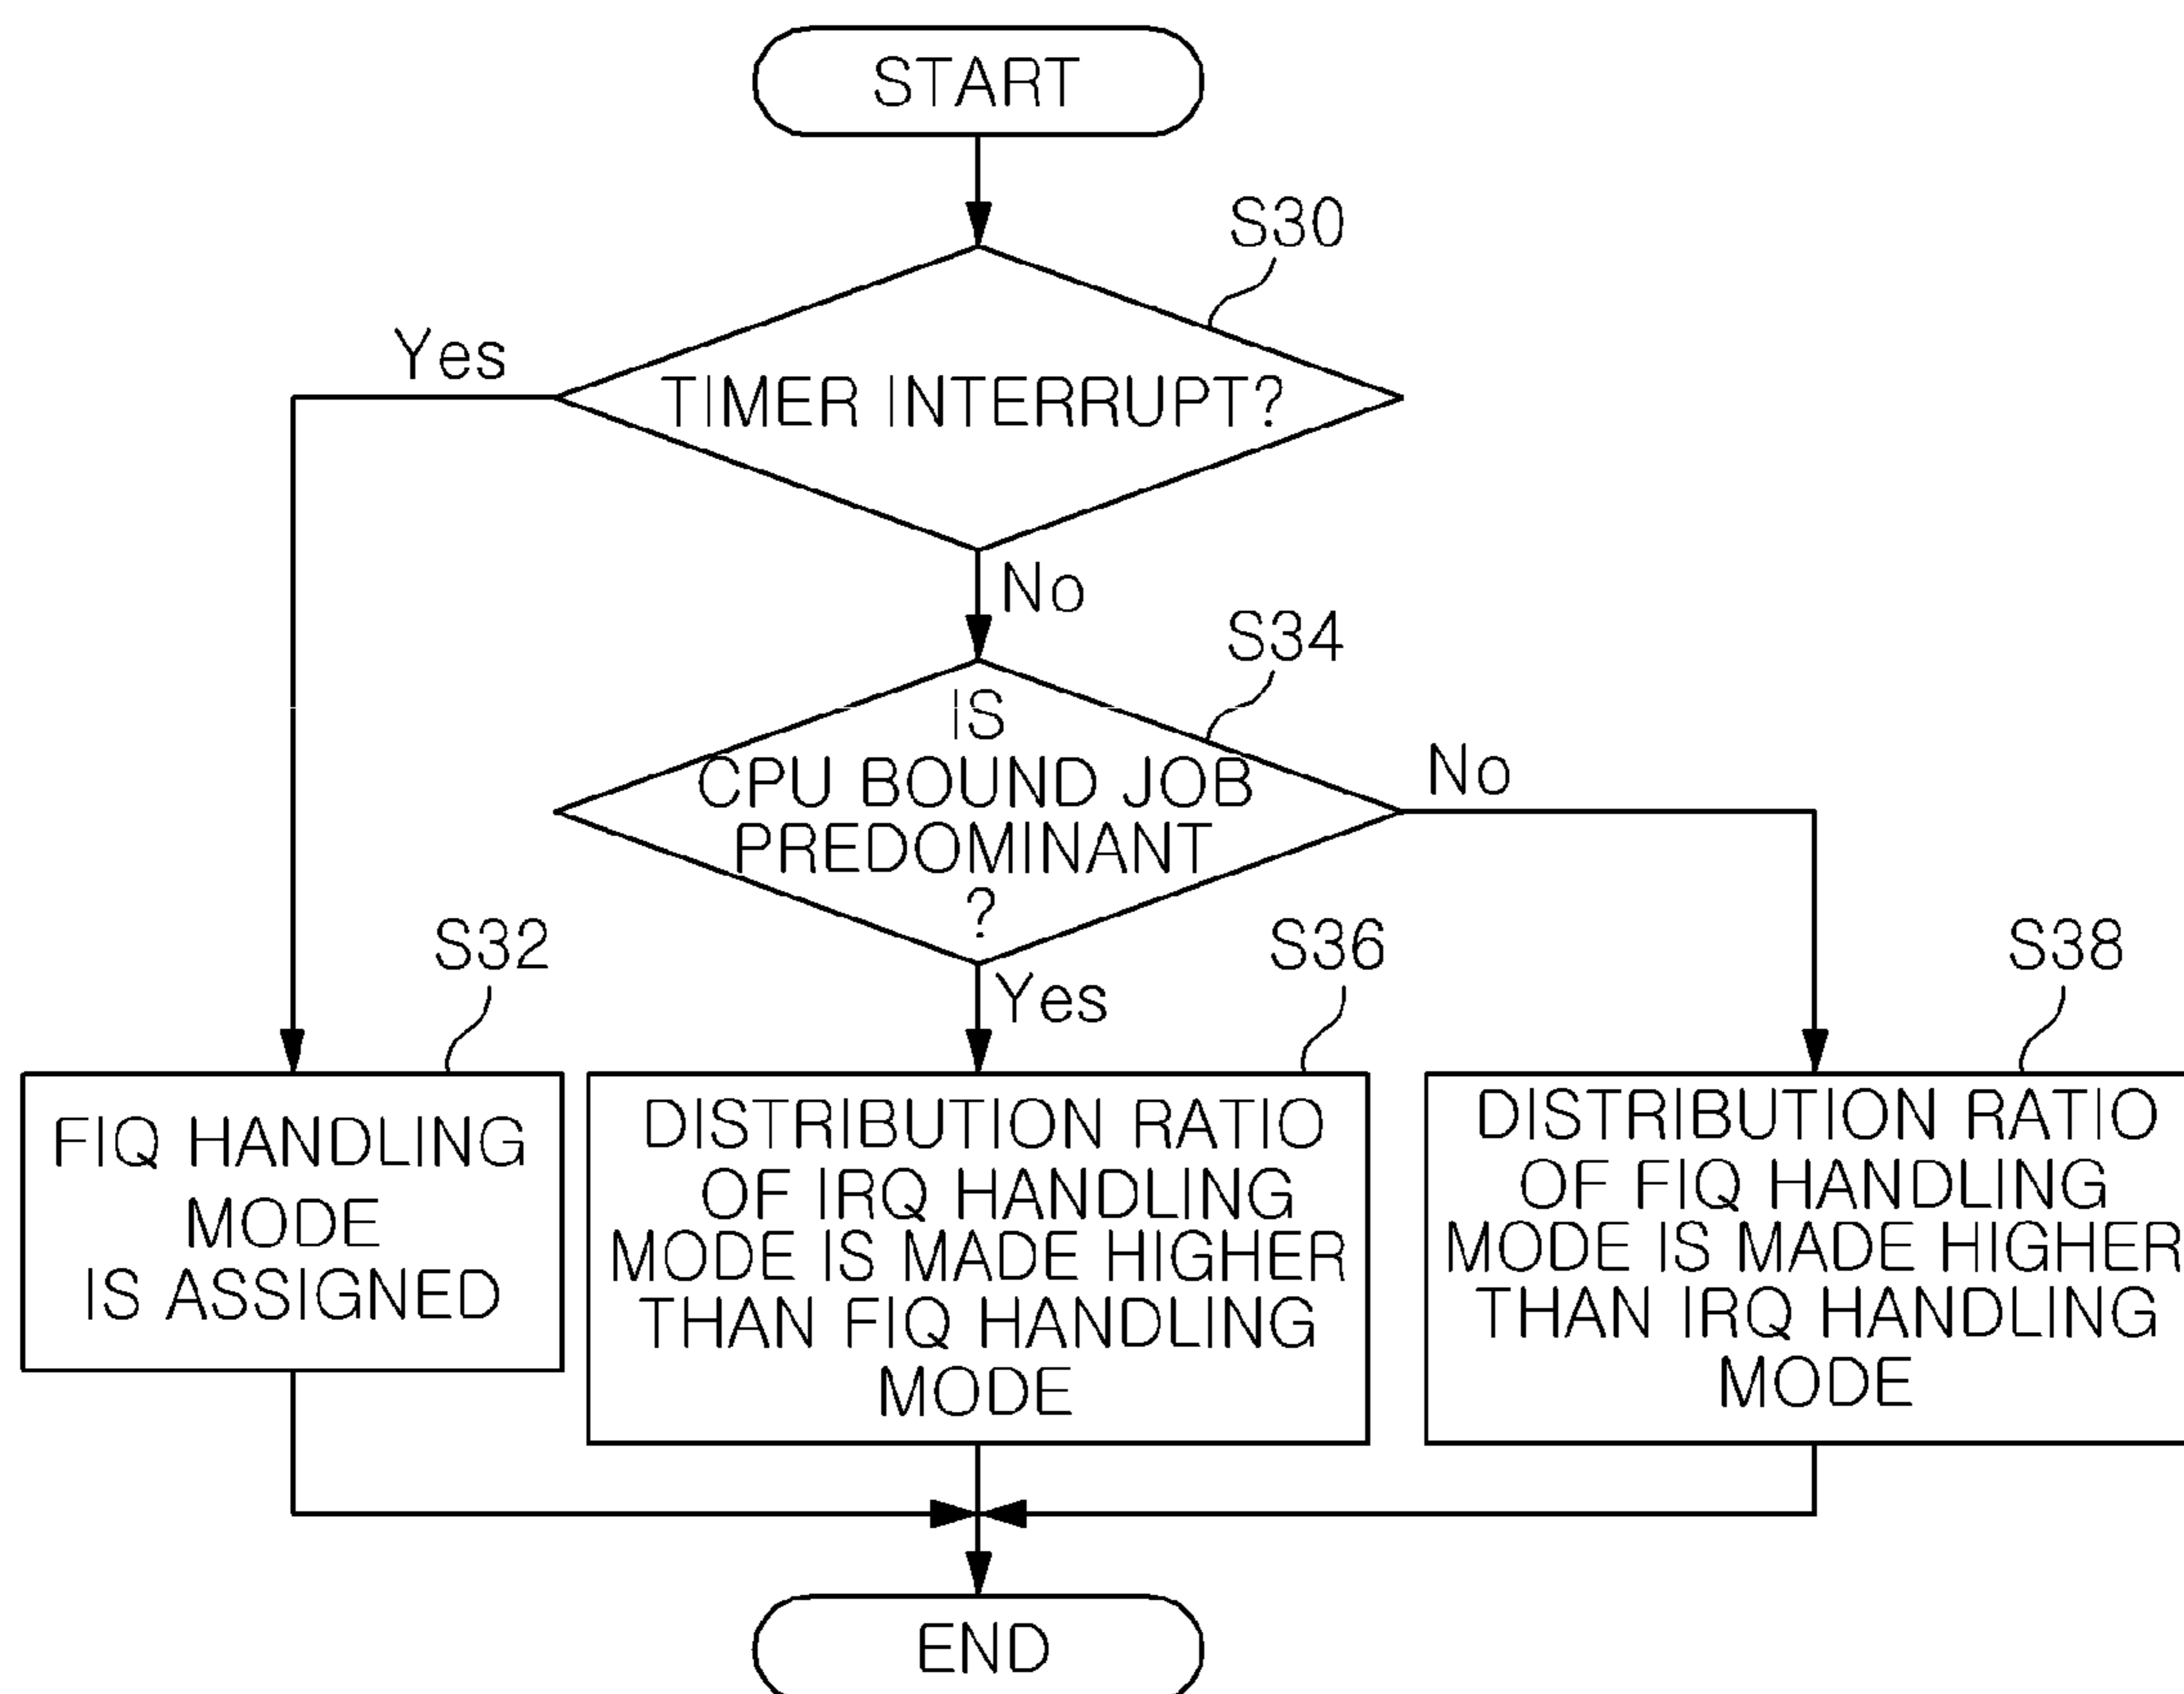 START
S30
Yes
TIMER INTERRUPT?
No
S34
IS
CPU BOUND JOB
PREDOMINANT
?
No
Yes
S32
FIQ HANDLING
MODE
IS ASSIGNED
S36
DISTRIBUTION RATIO
OF IRQ HANDLING
MODE IS MADE HIGHER
THAN FIQ HANDLING
MODE
S38
DISTRIBUTION RATIO
OF FIQ HANDLING
MODE IS MADE HIGHER
THAN IRQ HANDLING
MODE
END